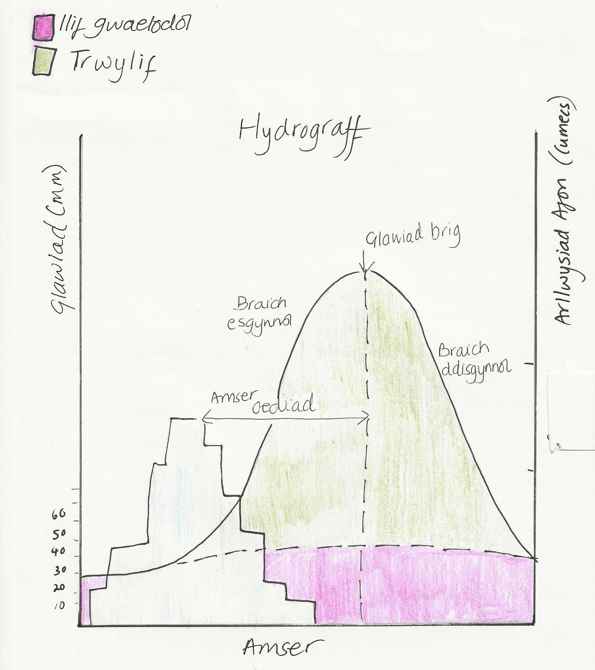 llif gwaelodol
Trwylif
Hydrograff
Glawiad (mm)
Arllwysiad Afon (cumecs)
Glawiad brig
Braich
esgynnol
Braich
ddisgynnol
Amser
oediad
60
50
40
30
20
10
Amser